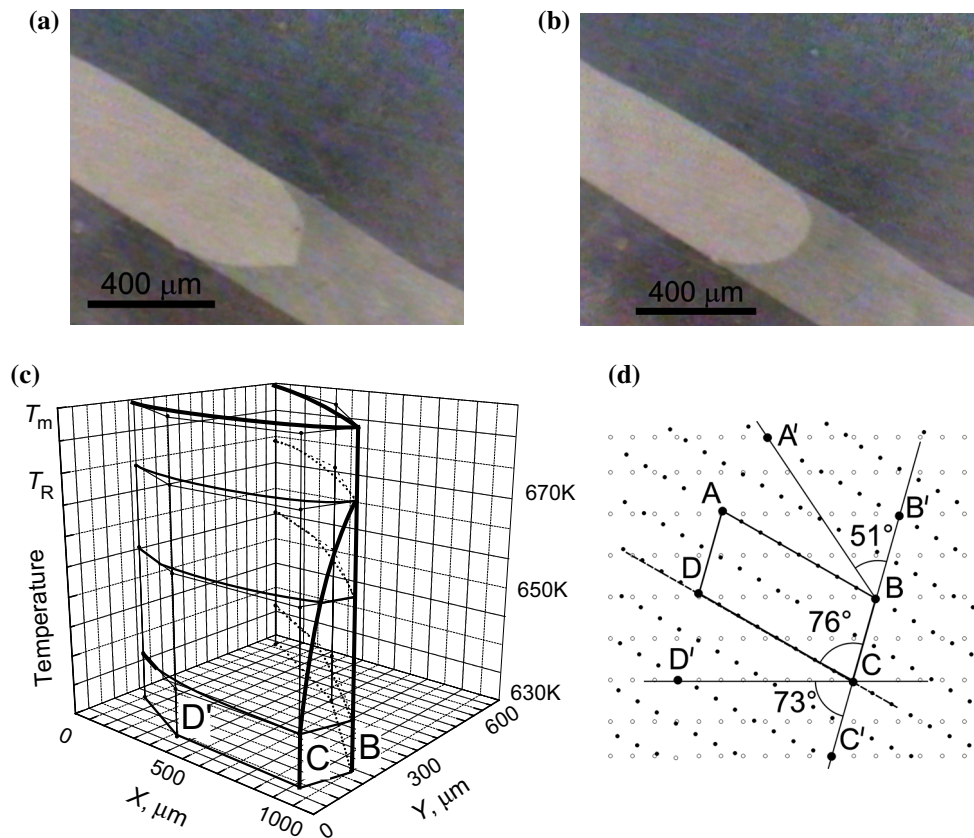 (a)
(b)
400 µm
400 µm
(c)
(d)
Tm
TR
Temperature
670K
650K
630K
0
500
1000
X, µm
0
300
600
Y, µm
D'
C
B
A'
A
B'
51°
D
B
76°
D'
C
73°
C'